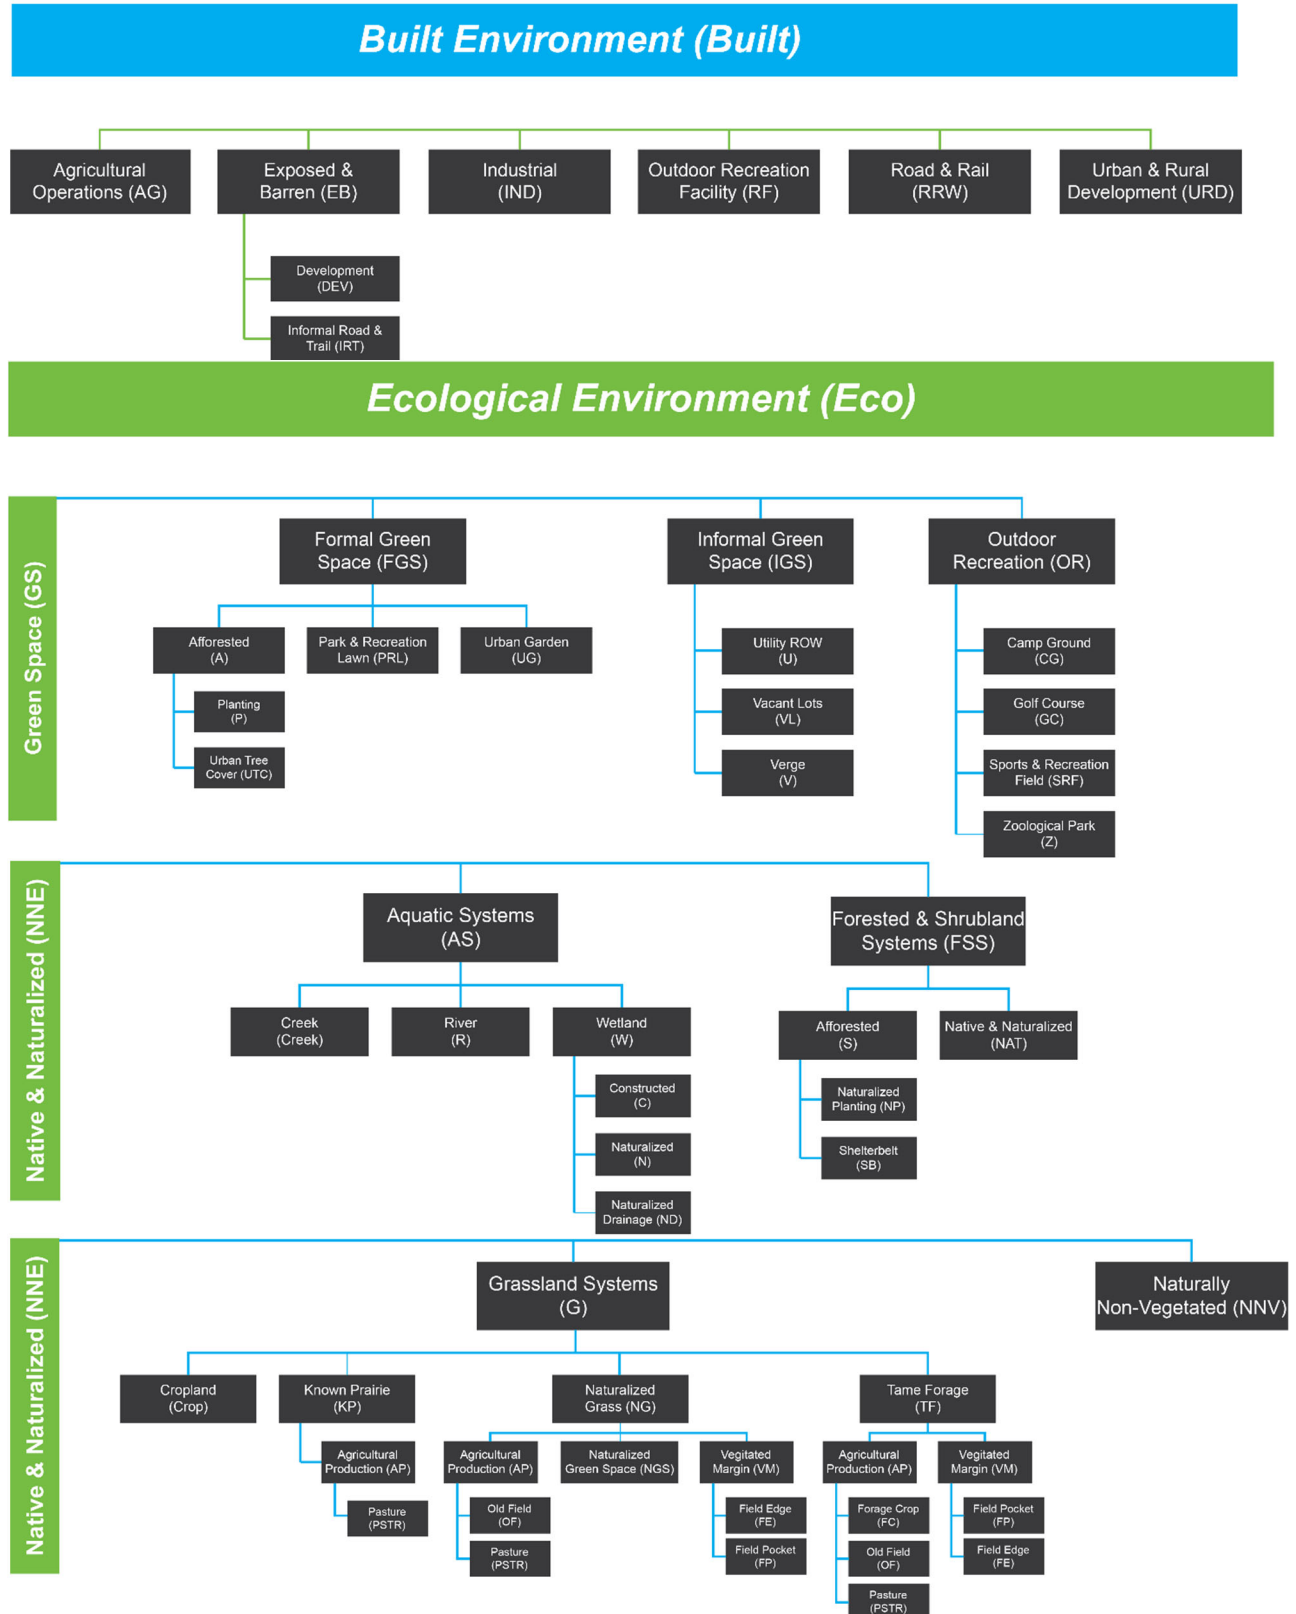 Built Environment (Built)
Agricultural
Operations (AG)
Exposed &
Barren (EB)
Industrial
(IND)
Outdoor Recreation
Facility (RF)
Road & Rail
(RRW)
Urban & Rural
Development (URD)
Development
(DEV)
Informal Road &
Trail (IRT)
Ecological Environment (Eco)
Green Space (GS)
Formal Green
Space (FGS)
Informal Green
Space (IGS)
Outdoor
Recreation (OR)
Afforested
(A)
Park & Recreation
Lawn (PRL)
Urban Garden
(UG)
Planting
(P)
Urban Tree
Cover (UTC)
Utility ROW
(U)
Vacant Lots
(VL)
Verge
(V)
Camp Ground
(CG)
Golf Course
(GC)
Sports & Recreation
Field (SRF)
Zoological Park
(Z)
Native & Naturalized (NNE)
Aquatic Systems
(AS)
Forested & Shrubland
Systems (FSS)
Creek
(Creek)
River
(R)
Wetland
(W)
Constructed
(C)
Naturalized
(N)
Naturalized
Drainage (ND)
Afforested
(S)
Native & Naturalized
(NAT)
Naturalized
Planting (NP)
Shelterbelt
(SB)
Native & Naturalized (NNE)
Grassland Systems
(G)
Naturally
Non-Vegetated (NNV)
Cropland
(Crop)
Known Prairie
(KP)
Naturalized
Grass (NG)
Tame Forage
(TF)
Agricultural
Production (AP)
Pasture
(PSTR)
Agricultural
Production (AP)
Old Field
(OF)
Pasture
(PSTR)
Naturalized
Green Space (NGS)
Vegitated
Margin (VM)
Field Edge
(FE)
Field Pocket
(FP)
Agricultural
Production (AP)
Forage Crop
(FC)
Old Field
(OF)
Pasture
(PSTR)
Vegitated
Margin (VM)
Field Pocket
(FP)
Field Edge
(FE)